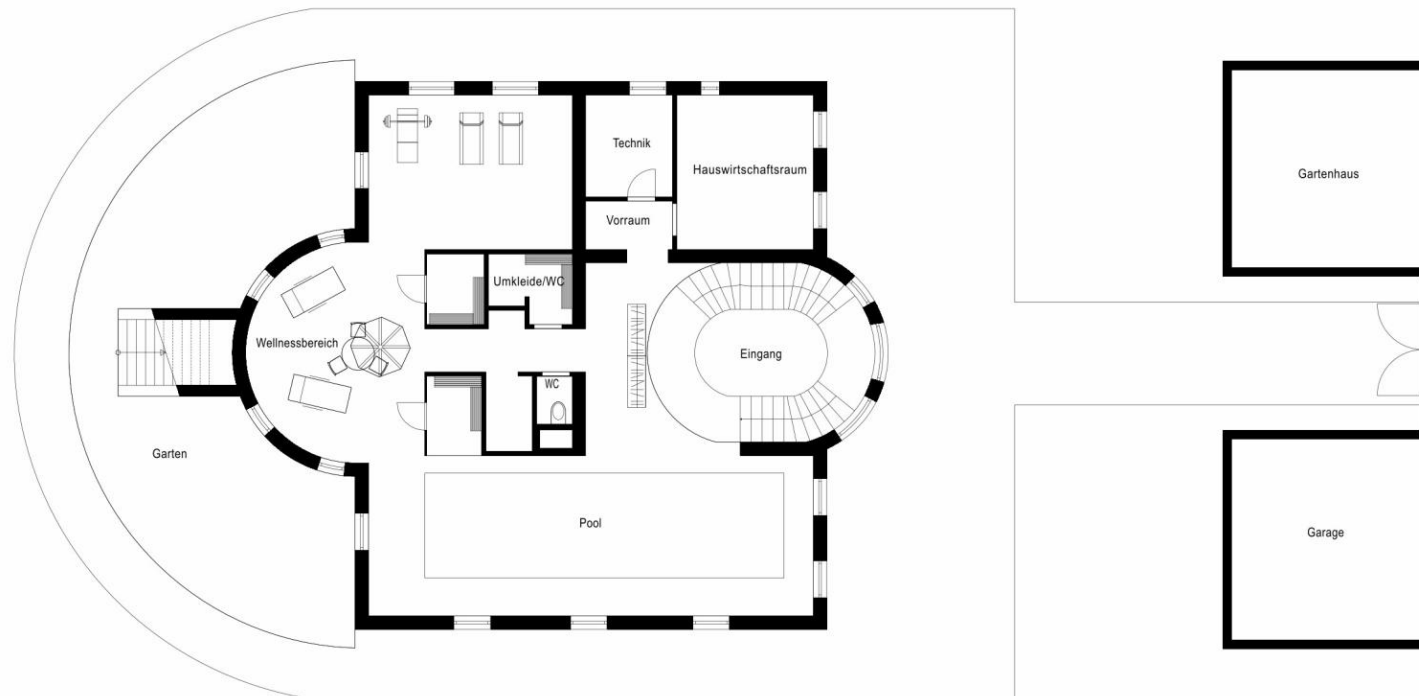 Technik
Hauswirtschaftsraum
Gartenhaus
Vorraum
Umkleide/WC
Wellnessbereich
Eingang
WC
Garten
Pool
Garage